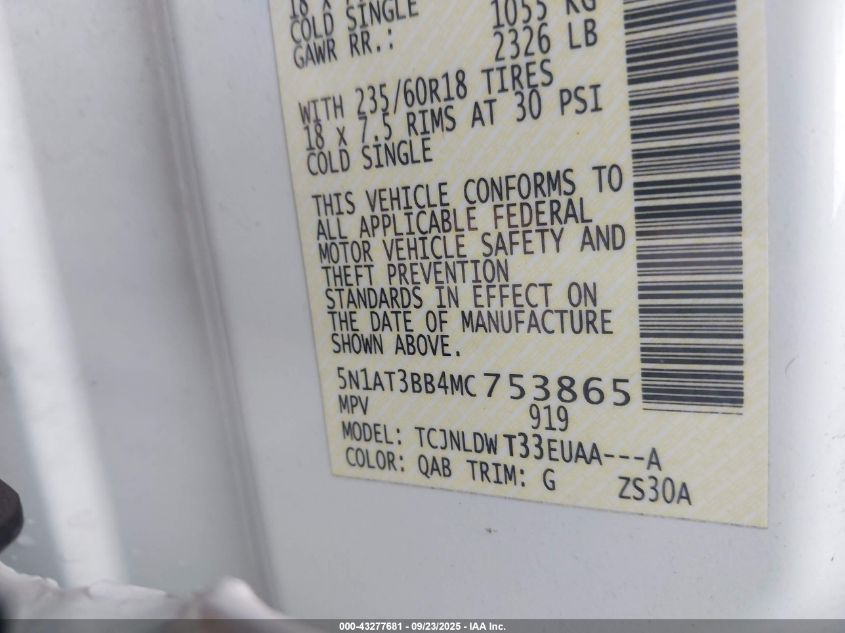 18 X
COLD SINGLE 1055 KG
GAWR RR.: 2326 LB
WITH 235/60R18 TIRES
18 X 7.5 RIMS AT 30 PSI
COLD SINGLE
THIS VEHICLE CONFORMS TO
ALL APPLICABLE FEDERAL
MOTOR VEHICLE SAFETY AND
THEFT PREVENTION
STANDARDS IN EFFECT ON
THE DATE OF MANUFACTURE
SHOWN ABOVE.
5N1AT3BB4MC753865
MPV 919
MODEL: TCJNLDW T33EUAA---A
COLOR: QAB TRIM: G ZS30A
000-43277681 - 09/23/2025 - IAA Inc.